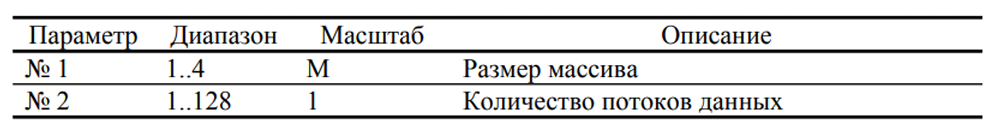 Параметр Диапазон Масштаб Описание
№ 1 1..4 М Размер массива
№ 2 1..128 1 Количество потоков данных